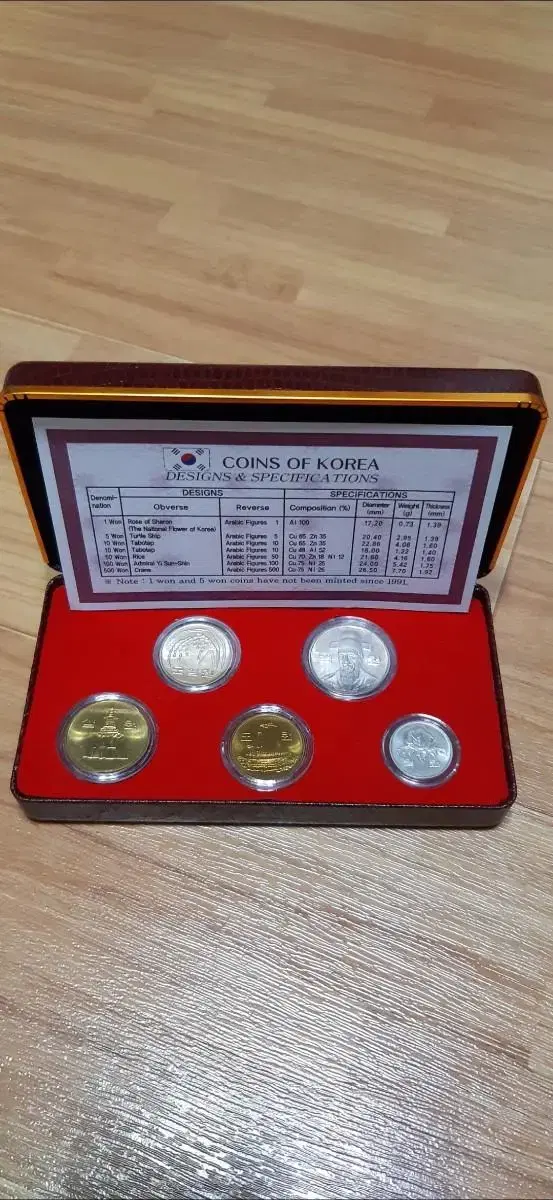 COINS OF KOREA
DESIGNS & SPECIFICATIONS
Denomi-nation DESIGNS SPECIFICATIONS
Obverse Reverse Composition (%) Diameter (mm) Weight (g) Thickness (mm)
1 Won Rose of Sharon (The National Flower of Korea) Arabic Figures 1 Al 100 17.20 0.73 1.39
5 Won Turtle Ship Arabic Figures 5 Cu 65 Zn 35 20.40 2.95 1.39
10 Won Tabotap Arabic Figures 10 Cu 65 Zn 35 22.86 4.06 1.60
10 Won Tabotap Arabic Figures 10 Cu 48 Al 52 18.00 1.22 1.40
50 Won Rice Arabic Figures 50 Cu 70 Zn 18 Ni 12 21.60 4.16 1.60
100 Won Admiral Yi Sun-Shin Arabic Figures 100 Cu 75 Ni 25 24.00 5.42 1.75
500 Won Crane Arabic Figures 500 Cu 75 Ni 25 26.50 7.70 1.92
※ Note : 1 won and 5 won coins have not been minted since 1991.